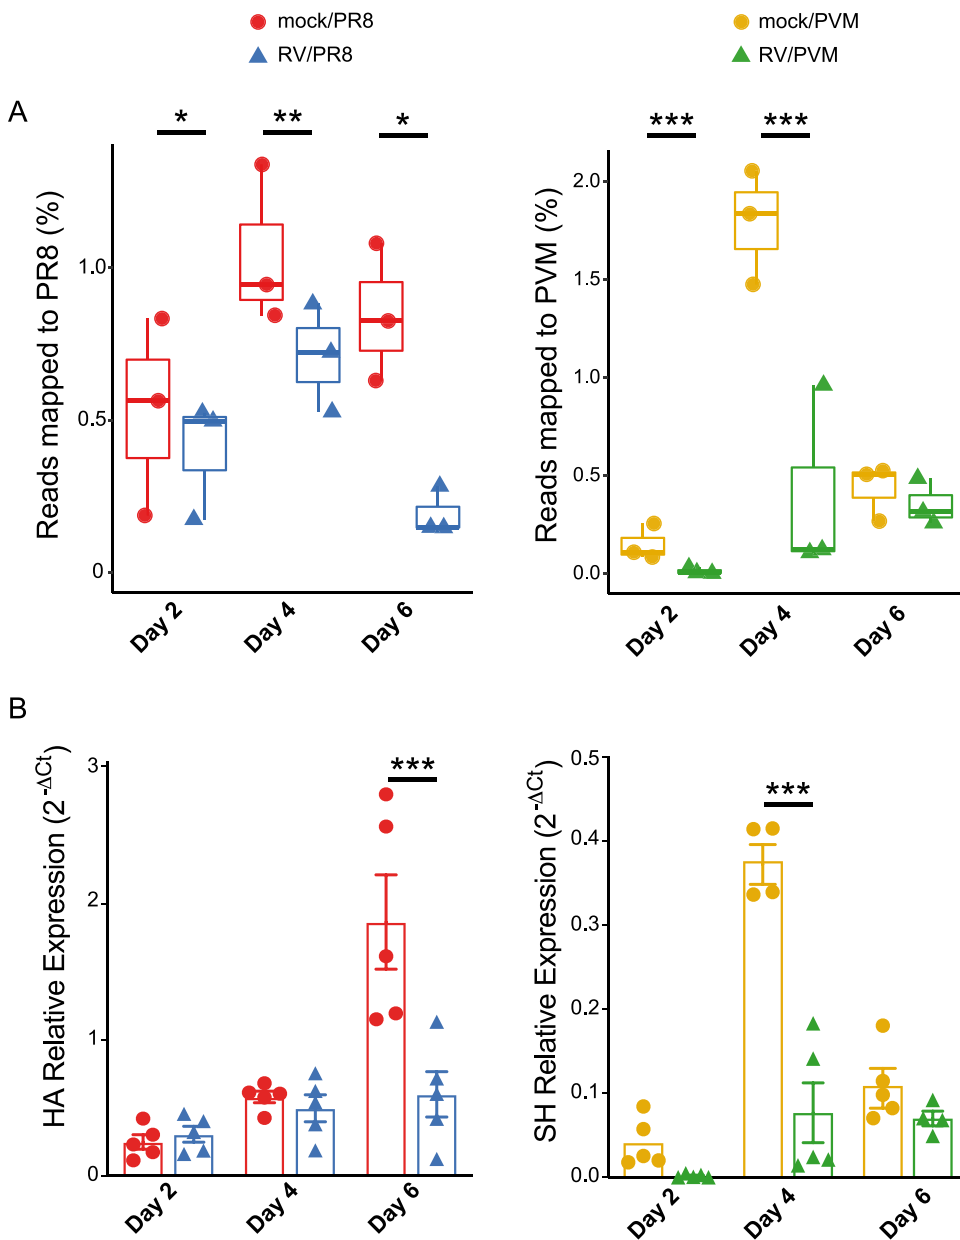 mock/PR8
RV/PR8
mock/PVM
RV/PVM
A
* ** *
Reads mapped to PR8 (%)
1.0
0.5
0
Day 2 Day 4 Day 6
*** ***
Reads mapped to PVM (%)
2.0
1.5
1.0
0.5
0.0
Day 2 Day 4 Day 6
B
***
HA Relative Expression (2^-ΔCt)
3
2
1
0
Day 2 Day 4 Day 6
***
SH Relative Expression (2^-ΔCt)
0.5
0.4
0.3
0.2
0.1
0.0
Day 2 Day 4 Day 6